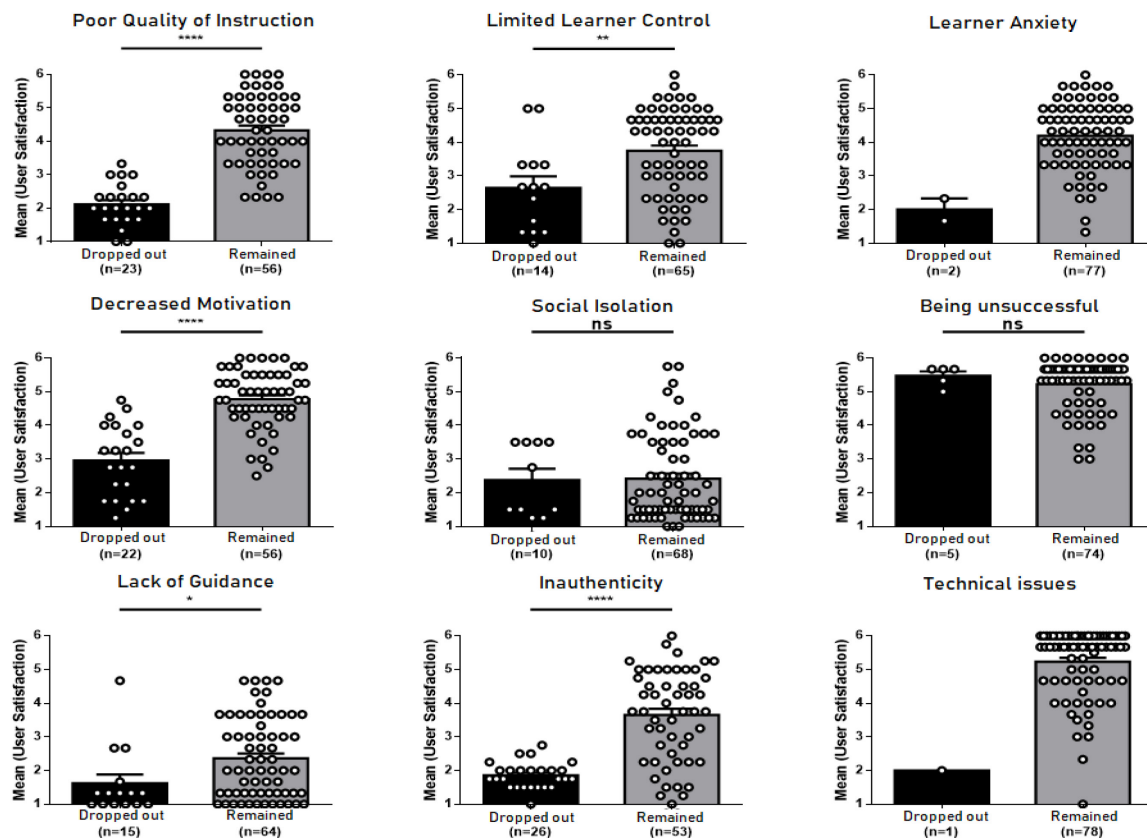 Poor Quality of Instruction
****
Mean (User Satisfaction)
6
5
4
3
2
1
Dropped out
(n=23)
Remained
(n=56)
Limited Learner Control
**
Mean (User Satisfaction)
6
5
4
3
2
1
Dropped out
(n=14)
Remained
(n=65)
Learner Anxiety
Mean (User Satisfaction)
6
5
4
3
2
1
Dropped out
(n=2)
Remained
(n=77)
Decreased Motivation
****
Mean (User Satisfaction)
6
5
4
3
2
1
Dropped out
(n=22)
Remained
(n=56)
Social Isolation
ns
Mean (User Satisfaction)
6
5
4
3
2
1
Dropped out
(n=10)
Remained
(n=68)
Being unsuccessful
ns
Mean (User Satisfaction)
6
5
4
3
2
1
Dropped out
(n=5)
Remained
(n=74)
Lack of Guidance
*
Mean (User Satisfaction)
6
5
4
3
2
1
Dropped out
(n=15)
Remained
(n=64)
Inauthenticity
****
Mean (User Satisfaction)
6
5
4
3
2
1
Dropped out
(n=26)
Remained
(n=53)
Technical issues
Mean (User Satisfaction)
6
5
4
3
2
1
Dropped out
(n=1)
Remained
(n=78)